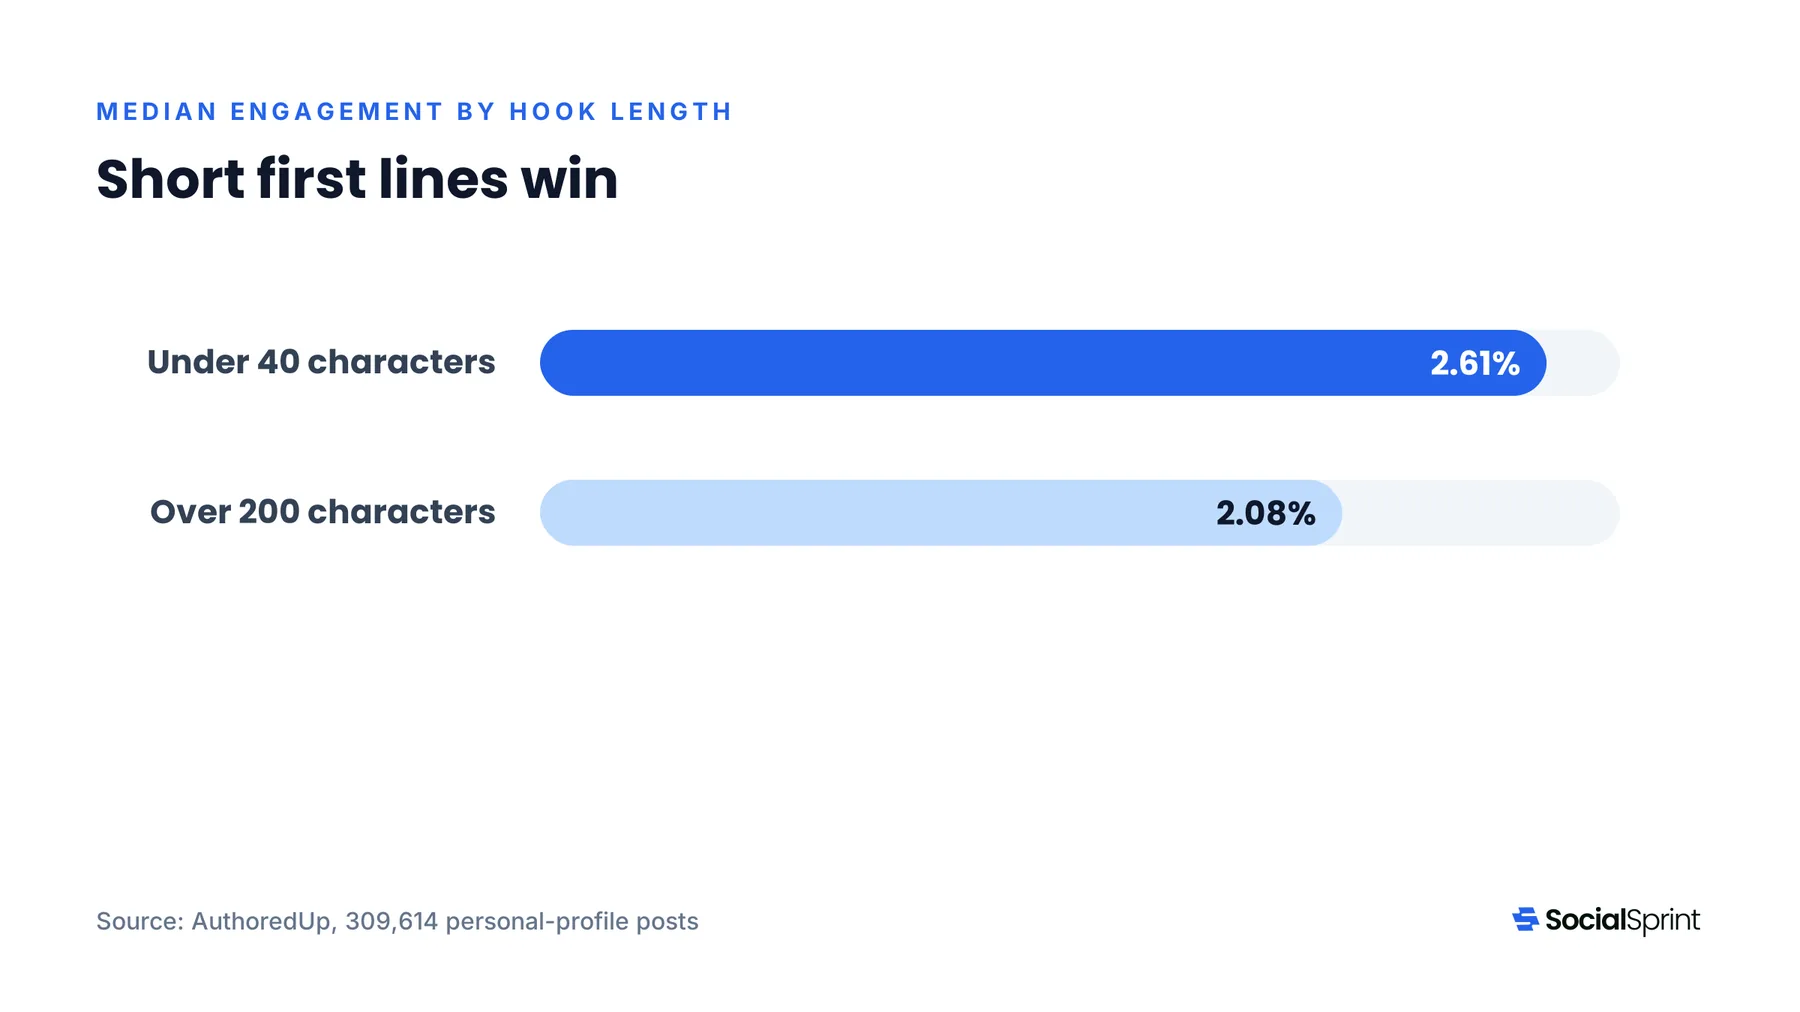 MEDIAN ENGAGEMENT BY HOOK LENGTH
Short first lines win
Under 40 characters
2.61%
Over 200 characters
2.08%
Source: AuthoredUp, 309,614 personal-profile posts
SocialSprint